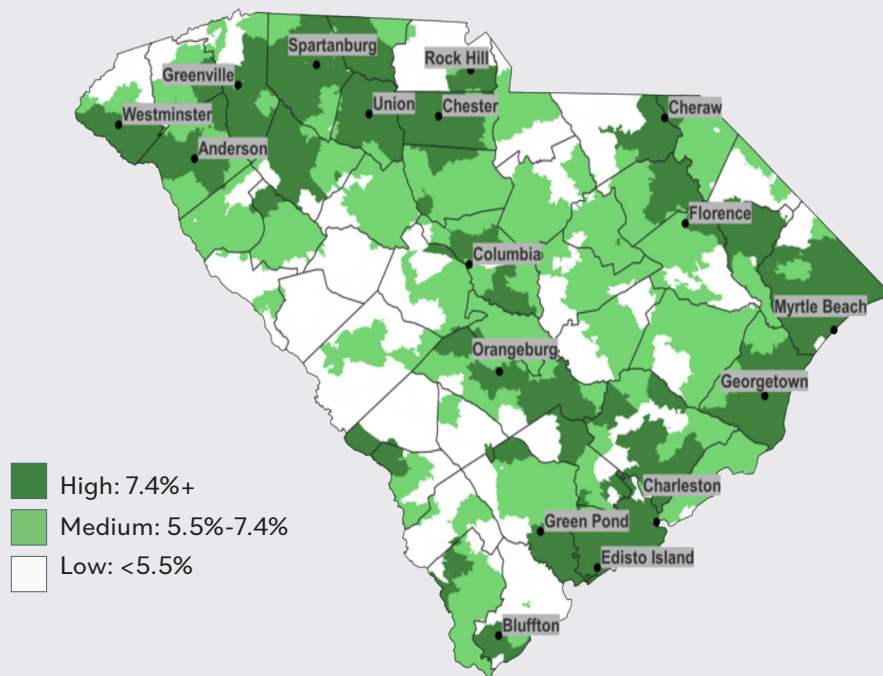 Spartanburg
Rock Hill
Greenville
Union
Chester
Cheraw
Westminster
Anderson
Florence
Columbia
Myrtle Beach
Orangeburg
Georgetown
High: 7.4%+
Charleston
Medium: 5.5%-7.4%
Green Pond
Low: <5.5%
Edisto Island
Bluffton